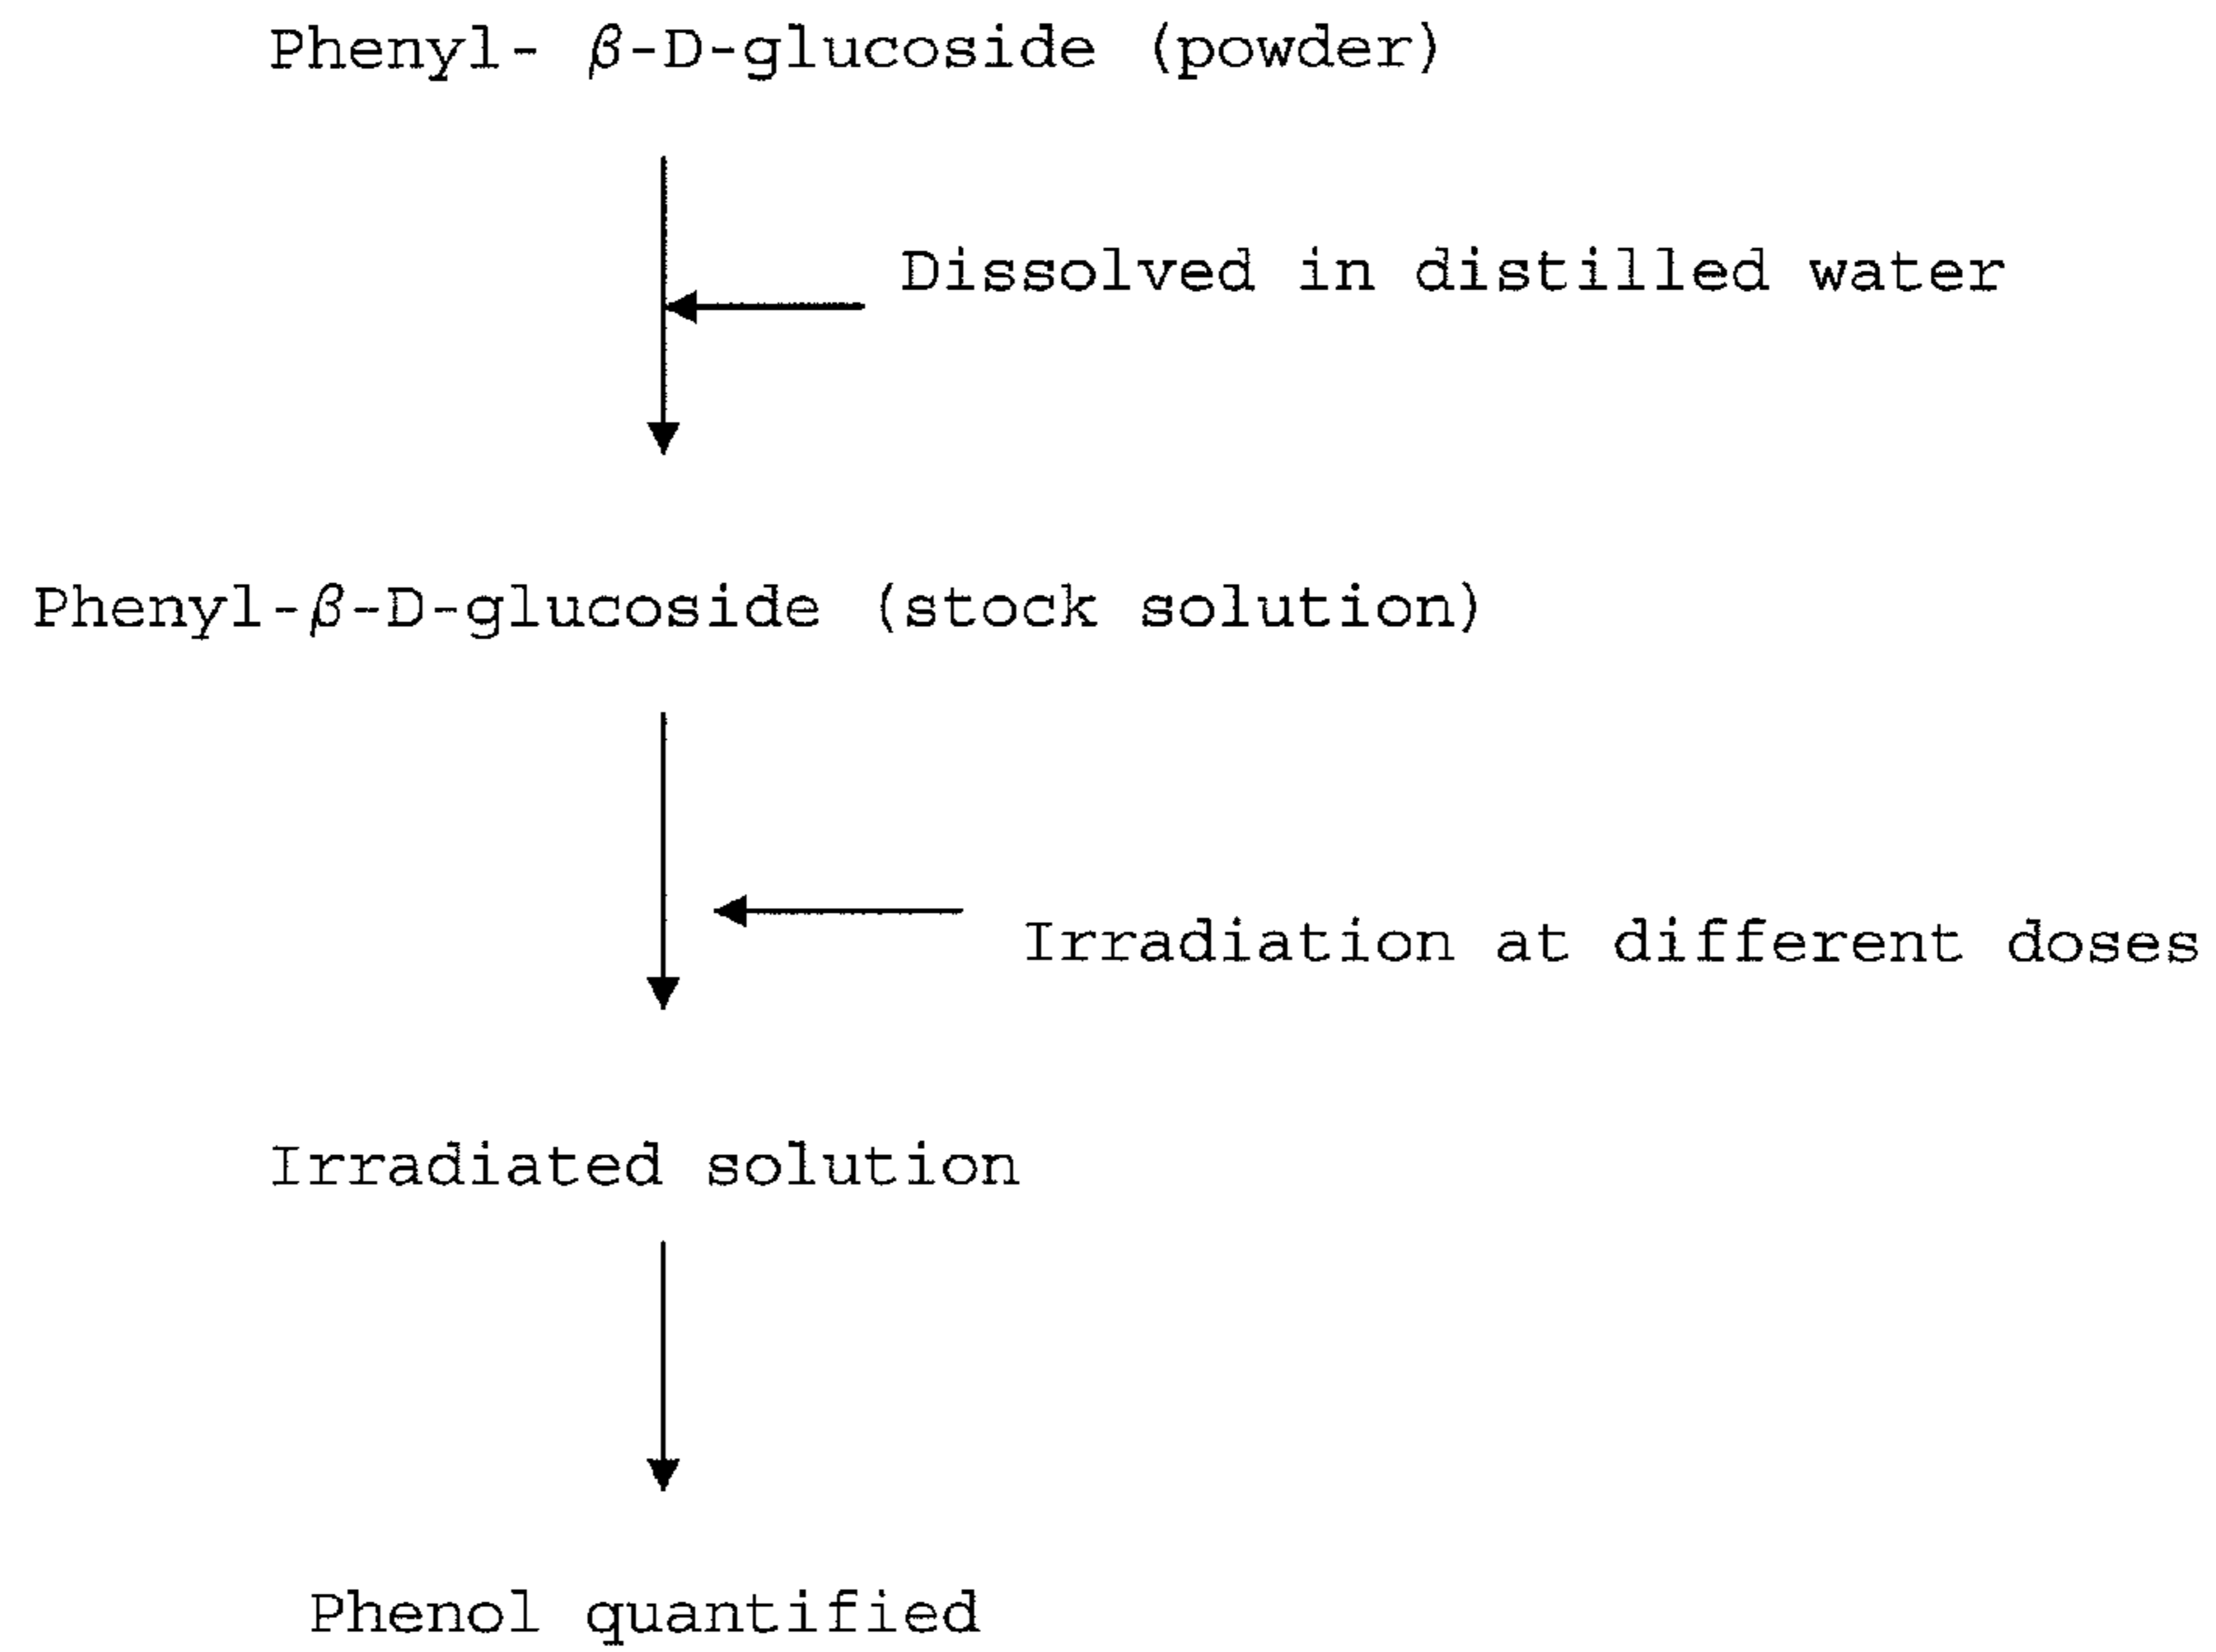 Phenyl- β-D-glucoside (powder)
Dissolved in distilled water
Phenyl-β-D-glucoside (stock solution)
Irradiation at different doses
Irradiated solution
Phenol quantified